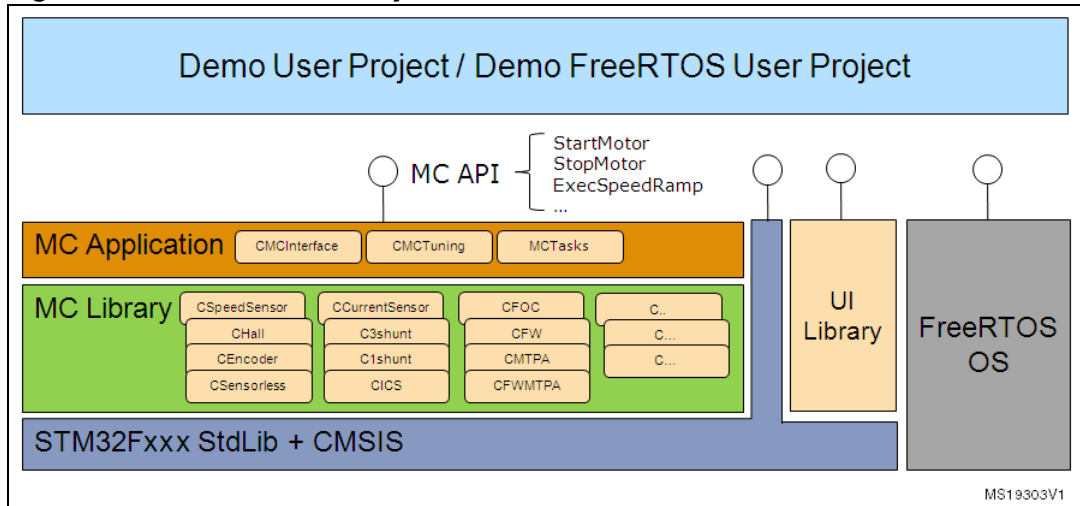 Demo User Project / Demo FreeRTOS User Project
MC API
StartMotor
StopMotor
ExecSpeedRamp
...
MC Application
CMCInterface
CMCTuning
MCTasks
MC Library
CSpeedSensor
CHall
CEncoder
CSensorless
CCurrentSensor
C3shunt
C1shunt
CICS
CFOC
CFW
CMTPA
CFWMTPA
C..
C...
C...
UI
Library
FreeRTOS
OS
STM32Fxxx StdLib + CMSIS
MS19303V1